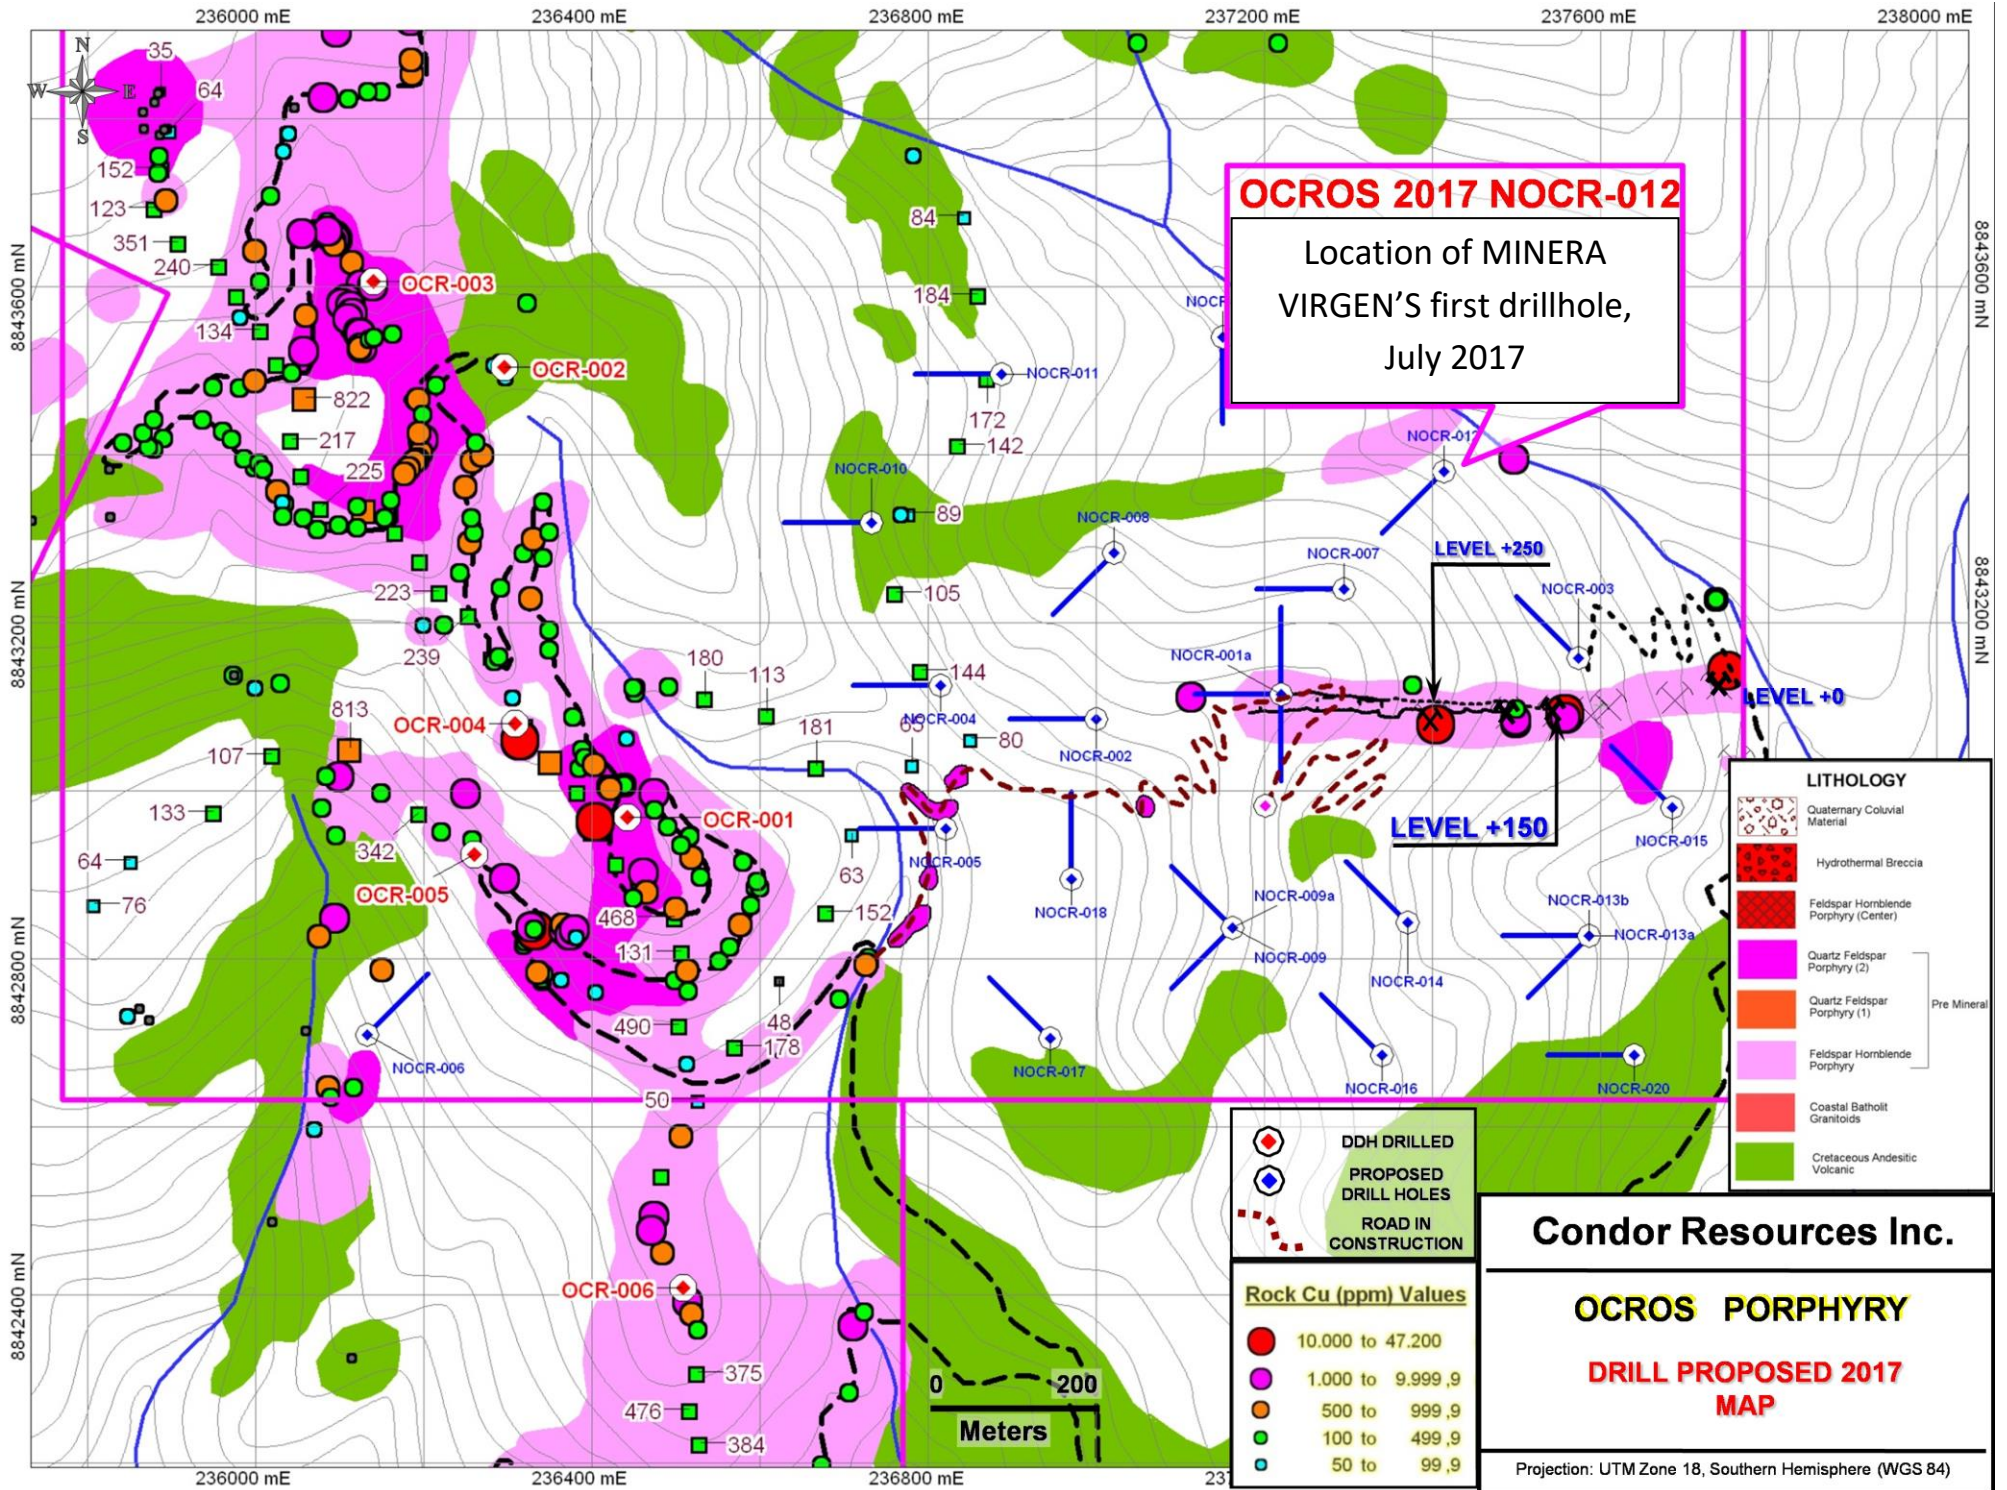 236000 mE
236400 mE
236800 mE
237200 mE
237600 mE
238000 mE
N
W
E
S
35
64
152
123
351
240
134
822
217
225
OCR-003
OCR-002
84
184
172
142
89
105
NOCR-011
NOCR-010
NOCR-008
NOCR-007
NOCR-003
OCROS 2017 NOCR-012
Location of MINERA
VIRGEN'S first drillhole,
July 2017
8843600 mN
8843600 mN
LEVEL +250
223
239
180
113
144
NOCR-001a
NOCR-004
NOCR-002
8843200 mN
8843200 mN
LEVEL +0
OCR-004
813
107
133
64
76
342
181
80
63
OCR-001
OCR-005
LEVEL +150
NOCR-005
NOCR-015
NOCR-018
NOCR-009a
NOCR-009
NOCR-014
NOCR-013b
NOCR-013a
468
131
152
490
48
178
50
8842800 mN
NOCR-006
NOCR-017
NOCR-016
NOCR-020
LITHOLOGY
Quaternary Coluvial
Material
Hydrothermal Breccia
Feldspar Hornblende
Porphyry (Center)
Quartz Feldspar
Porphyry (2)
Quartz Feldspar
Porphyry (1)
Pre Mineral
Feldspar Hornblende
Porphyry
Coastal Batholit
Granitoids
Cretaceous Andesitic
Volcanic
DDH DRILLED
PROPOSED
DRILL HOLES
ROAD IN
CONSTRUCTION
OCR-006
8842400 mN
375
476
384
0
200
Meters
Rock Cu (ppm) Values
10.000 to 47.200
1.000 to 9.999,9
500 to 999,9
100 to 499,9
50 to 99,9
Condor Resources Inc.
OCROS PORPHYRY
DRILL PROPOSED 2017
MAP
Projection: UTM Zone 18, Southern Hemisphere (WGS 84)
236000 mE
236400 mE
236800 mE